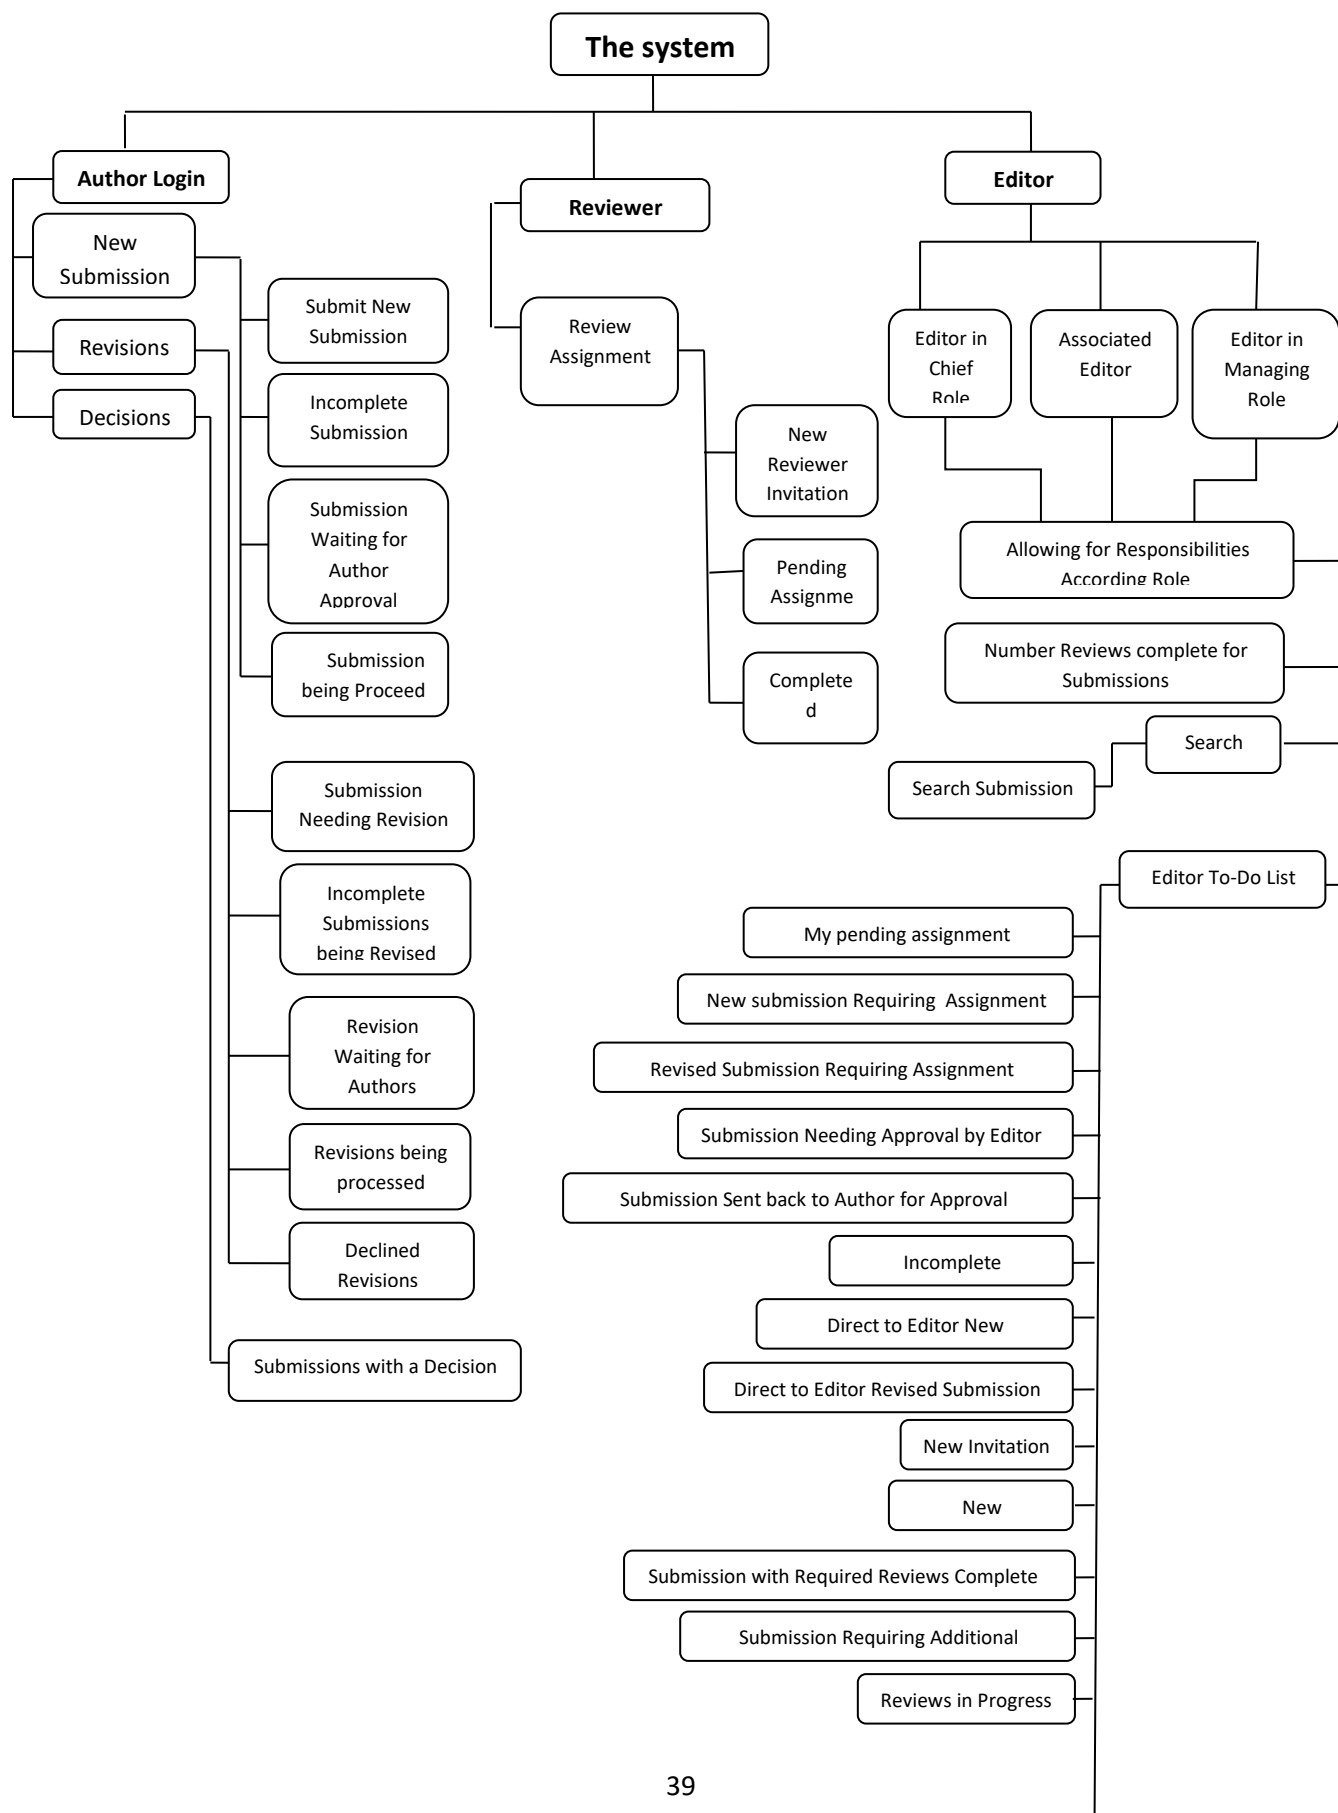 The system
Author Login
New
Submission
Revisions
Decisions
Submit New
Submission
Incomplete
Submission
Submission
Waiting for
Author
Approval
Submission
being Proceed
Submission
Needing Revision
Incomplete
Submissions
being Revised
Revision
Waiting for
Authors
Revisions being
processed
Declined
Revisions
Submissions with a Decision
Reviewer
Review
Assignment
New
Reviewer
Invitation
Pending
Assignme
Complete
d
Editor
Editor in
Chief
Role
Associated
Editor
Editor in
Managing
Role
Allowing for Responsibilities
According Role
Number Reviews complete for
Submissions
Search
Search Submission
Editor To-Do List
My pending assignment
New submission Requiring  Assignment
Revised Submission Requiring Assignment
Submission Needing Approval by Editor
Submission Sent back to Author for Approval
Incomplete
Direct to Editor New
Direct to Editor Revised Submission
New Invitation
New
Submission with Required Reviews Complete
Submission Requiring Additional
Reviews in Progress
39